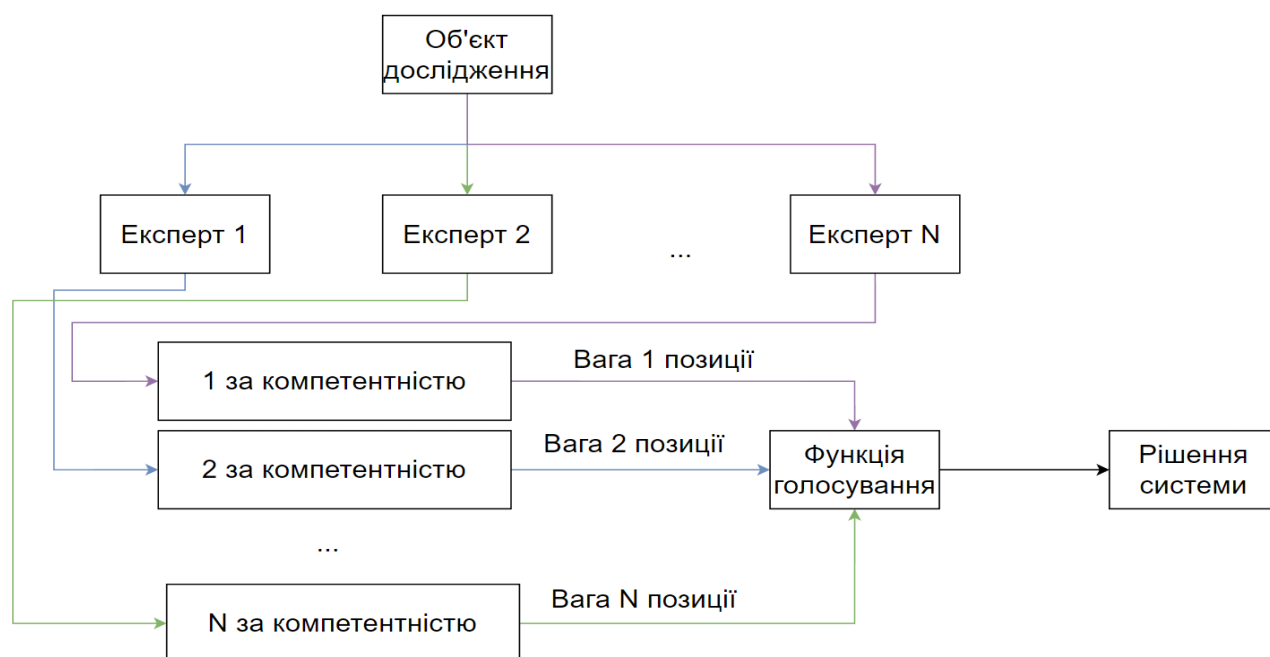 Об'єкт
дослідження
Експерт 1
Експерт 2
...
Експерт N
1 за компетентністю
Вага 1 позиції
2 за компетентністю
Вага 2 позиції
Функція
голосування
Рішення
системи
...
N за компетентністю
Вага N позиції